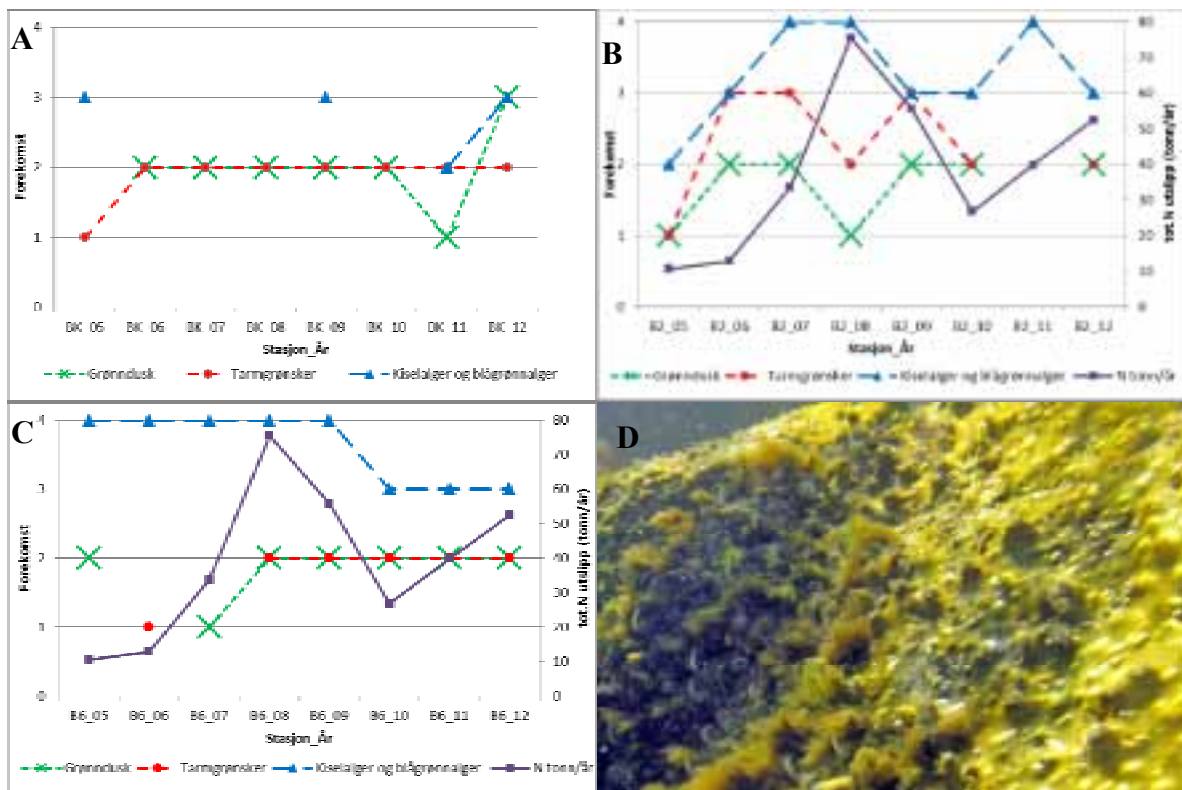 A
4
3
2
1
0
Forekomst
BK_05 BK_06 BK_07 BK_08 BK_09 BK_10 BK_11 BK_12
Stasjon_År
Grønndusk Tarmgrønsker Kiselalger og blågrønnalger
B
4
3
2
1
0
Forekomst
80
70
60
50
40
30
20
10
0
tot.N utslipp (tonn/år)
B2_05 B2_06 B2_07 B2_08 B2_09 B2_10 B2_11 B2_12
Stasjon_År
Grønndusk Tarmgrønsker Kiselalger og blågrønnalger N tonn/år
C
4
3
2
1
0
Forekomst
80
70
60
50
40
30
20
10
0
tot.N utslipp (tonn/år)
B6_05 B6_06 B6_07 B6_08 B6_09 B6_10 B6_11 B6_12
Stasjon_År
Grønndusk Tarmgrønsker Kiselalger og blågrønnalger N tonn/år
D